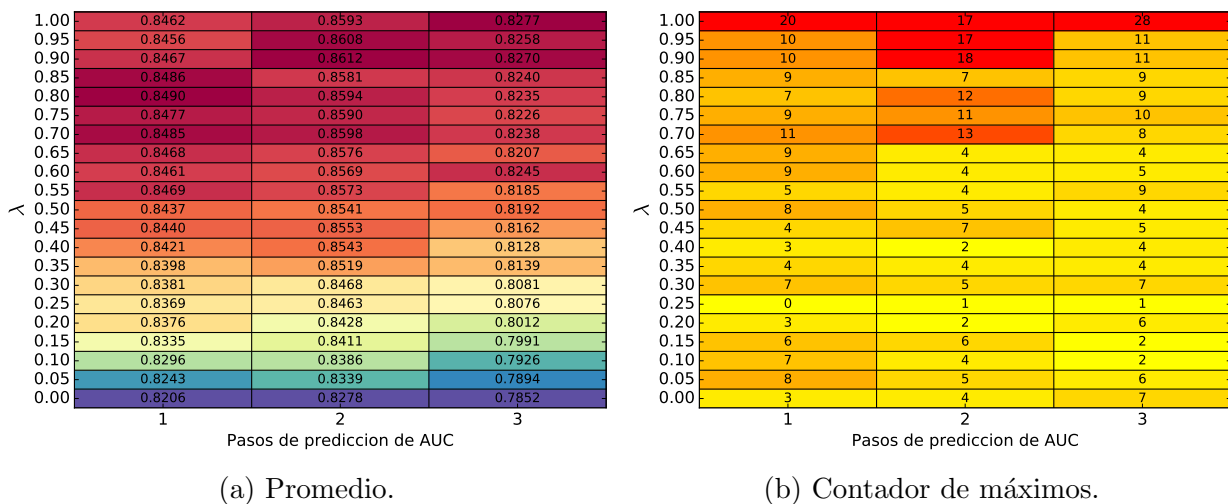 1.00 0.8462 0.8593 0.8277
0.95 0.8456 0.8608 0.8258
0.90 0.8467 0.8612 0.8270
0.85 0.8486 0.8581 0.8240
0.80 0.8490 0.8594 0.8235
0.75 0.8477 0.8590 0.8226
0.70 0.8485 0.8598 0.8238
0.65 0.8468 0.8576 0.8207
0.60 0.8461 0.8569 0.8245
0.55 0.8469 0.8573 0.8185
0.50 0.8437 0.8541 0.8192
0.45 0.8440 0.8553 0.8162
0.40 0.8421 0.8543 0.8128
0.35 0.8398 0.8519 0.8139
0.30 0.8381 0.8468 0.8081
0.25 0.8369 0.8463 0.8076
0.20 0.8376 0.8428 0.8012
0.15 0.8335 0.8411 0.7991
0.10 0.8296 0.8386 0.7926
0.05 0.8243 0.8339 0.7894
0.00 0.8206 0.8278 0.7852
λ
1 2 3
Pasos de prediccion de AUC
(a) Promedio.
1.00 20 17 28
0.95 10 17 11
0.90 10 18 11
0.85 9 7 9
0.80 7 12 9
0.75 9 11 10
0.70 11 13 8
0.65 9 4 4
0.60 9 4 5
0.55 5 4 9
0.50 8 5 4
0.45 4 7 5
0.40 3 2 4
0.35 4 4 4
0.30 7 5 7
0.25 0 1 1
0.20 3 2 6
0.15 6 6 2
0.10 7 4 2
0.05 8 5 6
0.00 3 4 7
λ
1 2 3
Pasos de prediccion de AUC
(b) Contador de máximos.